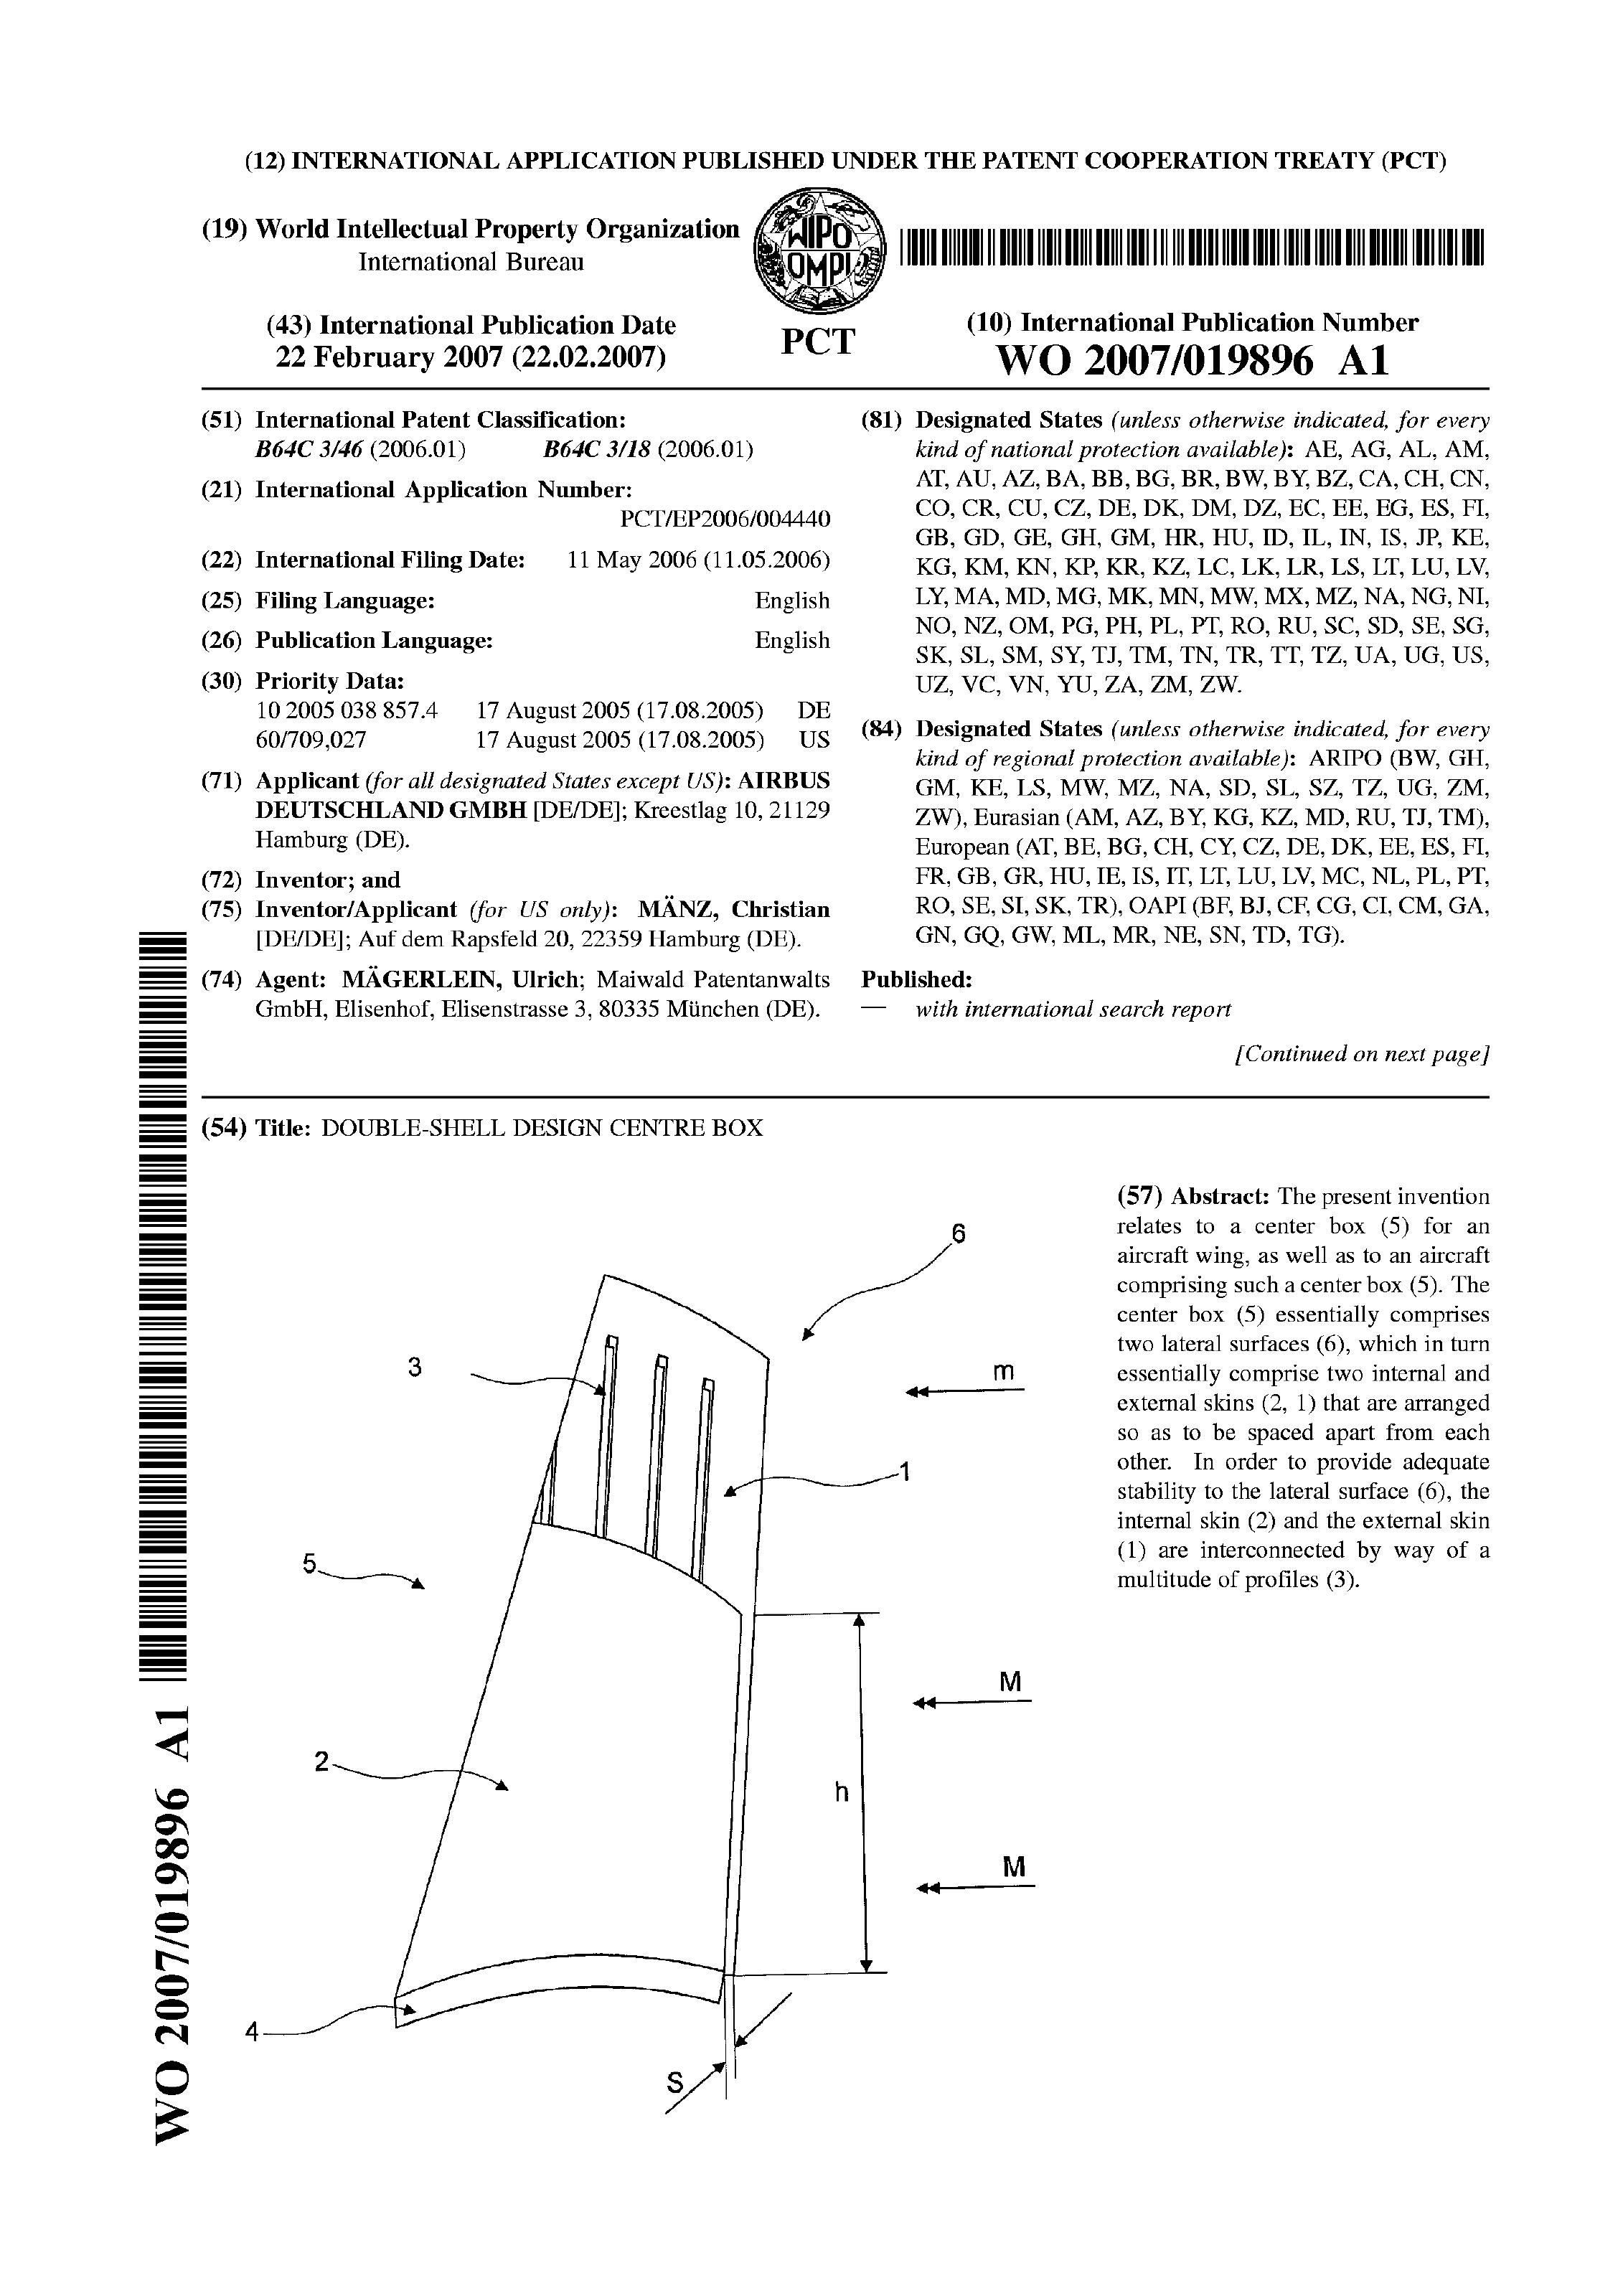 (12) INTERNATIONAL APPLICATION PUBLISHED UNDER THE PATENT COOPERATION TREATY (PCT)
(19) World Intellectual Property Organization
International Bureau
WIPO
OMPI
(43) International Publication Date
22 February 2007 (22.02.2007)
PCT
(10) International Publication Number
WO 2007/019896 A1
(51) International Patent Classification:
B64C 3/46 (2006.01) B64C 3/18 (2006.01)
(21) International Application Number:
PCT/EP2006/004440
(22) International Filing Date: 11 May 2006 (11.05.2006)
(25) Filing Language: English
(26) Publication Language: English
(30) Priority Data:
10 2005 038 857.4 17 August 2005 (17.08.2005) DE
60/709,027 17 August 2005 (17.08.2005) US
(71) Applicant (for all designated States except US): AIRBUS
DEUTSCHLAND GMBH [DE/DE]; Kreestlag 10, 21129
Hamburg (DE).
(72) Inventor; and
(75) Inventor/Applicant (for US only): MÄNZ, Christian
[DE/DE]; Auf dem Rapsfeld 20, 22359 Hamburg (DE).
(74) Agent: MÄGERLEIN, Ulrich; Maiwald Patentanwalts
GmbH, Elisenhof, Elisenstrasse 3, 80335 München (DE).
(81) Designated States (unless otherwise indicated, for every
kind of national protection available): AE, AG, AL, AM,
AT, AU, AZ, BA, BB, BG, BR, BW, BY, BZ, CA, CH, CN,
CO, CR, CU, CZ, DE, DK, DM, DZ, EC, EE, EG, ES, FI,
GB, GD, GE, GH, GM, HR, HU, ID, IL, IN, IS, JP, KE,
KG, KM, KN, KP, KR, KZ, LC, LK, LR, LS, LT, LU, LV,
LY, MA, MD, MG, MK, MN, MW, MX, MZ, NA, NG, NI,
NO, NZ, OM, PG, PH, PL, PT, RO, RU, SC, SD, SE, SG,
SK, SL, SM, SY, TJ, TM, TN, TR, TT, TZ, UA, UG, US,
UZ, VC, VN, YU, ZA, ZM, ZW.
(84) Designated States (unless otherwise indicated, for every
kind of regional protection available): ARIPO (BW, GH,
GM, KE, LS, MW, MZ, NA, SD, SL, SZ, TZ, UG, ZM,
ZW), Eurasian (AM, AZ, BY, KG, KZ, MD, RU, TJ, TM),
European (AT, BE, BG, CH, CY, CZ, DE, DK, EE, ES, FI,
FR, GB, GR, HU, IE, IS, IT, LT, LU, LV, MC, NL, PL, PT,
RO, SE, SI, SK, TR), OAPI (BF, BJ, CF, CG, CI, CM, GA,
GN, GQ, GW, ML, MR, NE, SN, TD, TG).
Published:
— with international search report
[Continued on next page]
(54) Title: DOUBLE-SHELL DESIGN CENTRE BOX
6
3
m
1
5
M
2
h
M
4
S
(57) Abstract: The present invention
relates to a center box (5) for an
aircraft wing, as well as to an aircraft
comprising such a center box (5). The
center box (5) essentially comprises
two lateral surfaces (6), which in turn
essentially comprise two internal and
external skins (2, 1) that are arranged
so as to be spaced apart from each
other. In order to provide adequate
stability to the lateral surface (6), the
internal skin (2) and the external skin
(1) are interconnected by way of a
multitude of profiles (3).
WO 2007/019896 A1